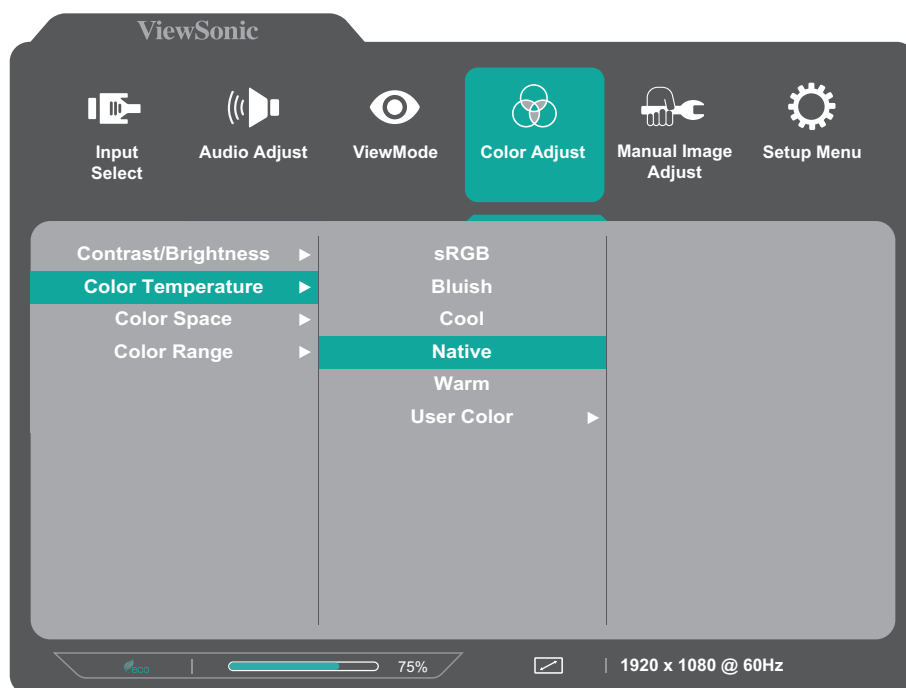 ViewSonic
Input
Select
Audio Adjust
ViewMode
Color Adjust
Manual Image
Adjust
Setup Menu
Contrast/Brightness
Color Temperature
Color Space
Color Range
sRGB
Bluish
Cool
Native
Warm
User Color
eco
75%
1920 x 1080 @ 60Hz